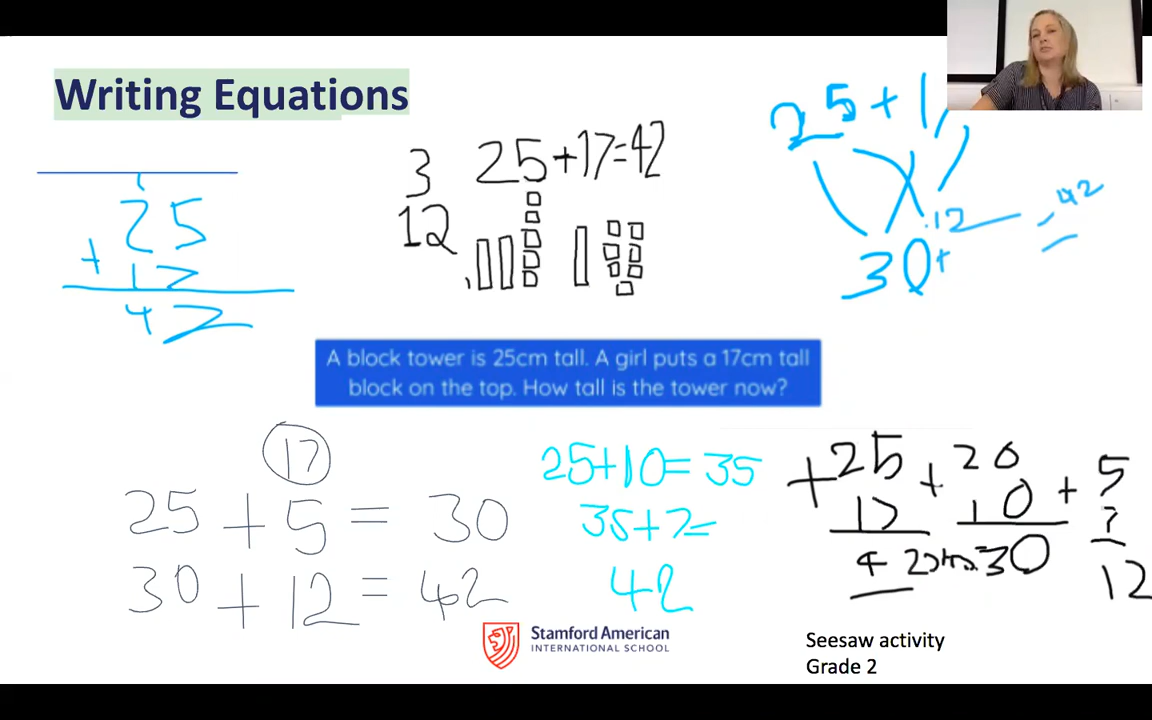 Writing Equations
1
25
+ 17
42
3
12
25+17=42
25+1
12
=42
30+
A block tower is 25cm tall. A girl puts a 17cm tall
block on the top. How tall is the tower now?
17
25 + 5 = 30
30 + 12 = 42
25+10=35
35+7=
42
+25
17
42
+20
10
30
+5
7
12
Stamford American
INTERNATIONAL SCHOOL
Seesaw activity
Grade 2